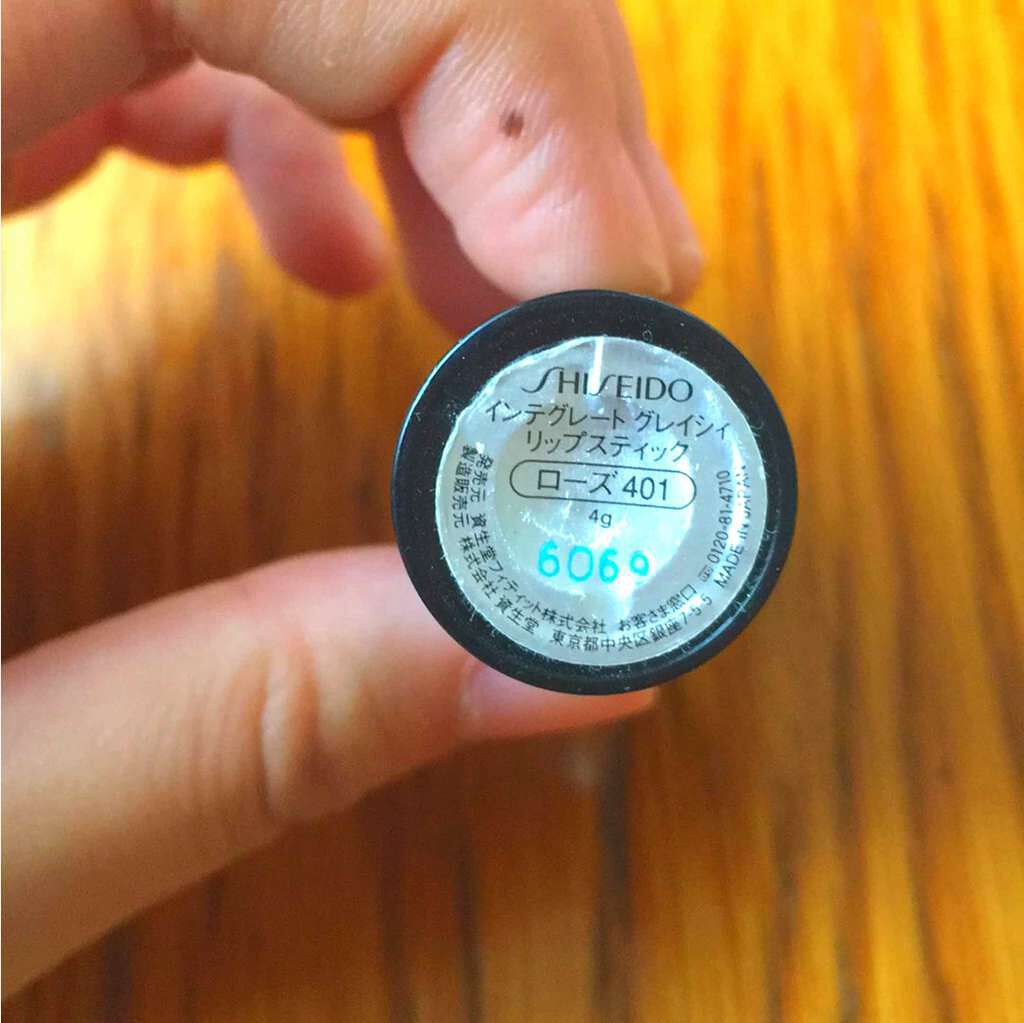 SHISEIDO
インテグレート グレイシィ
リップスティック
ローズ 401
4g
6069
発売元 資生堂フィティット株式会社 お客さま窓口 0120-81-4710
製造販売元 株式会社 資生堂 東京都中央区銀座7-5-5 MADE IN JAPAN